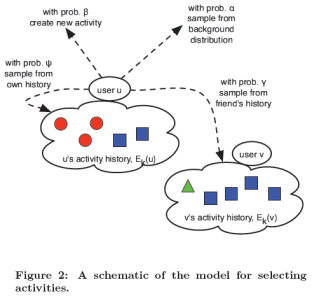 with prob. β
create new activity
with prob. α
sample from
background
distribution
with prob. ψ
sample from
own history
user u
with prob. γ
sample from
friend's history
u's activity history, Ek(u)
user v
v's activity history, Ek(v)
Figure 2: A schematic of the model for selecting
activities.